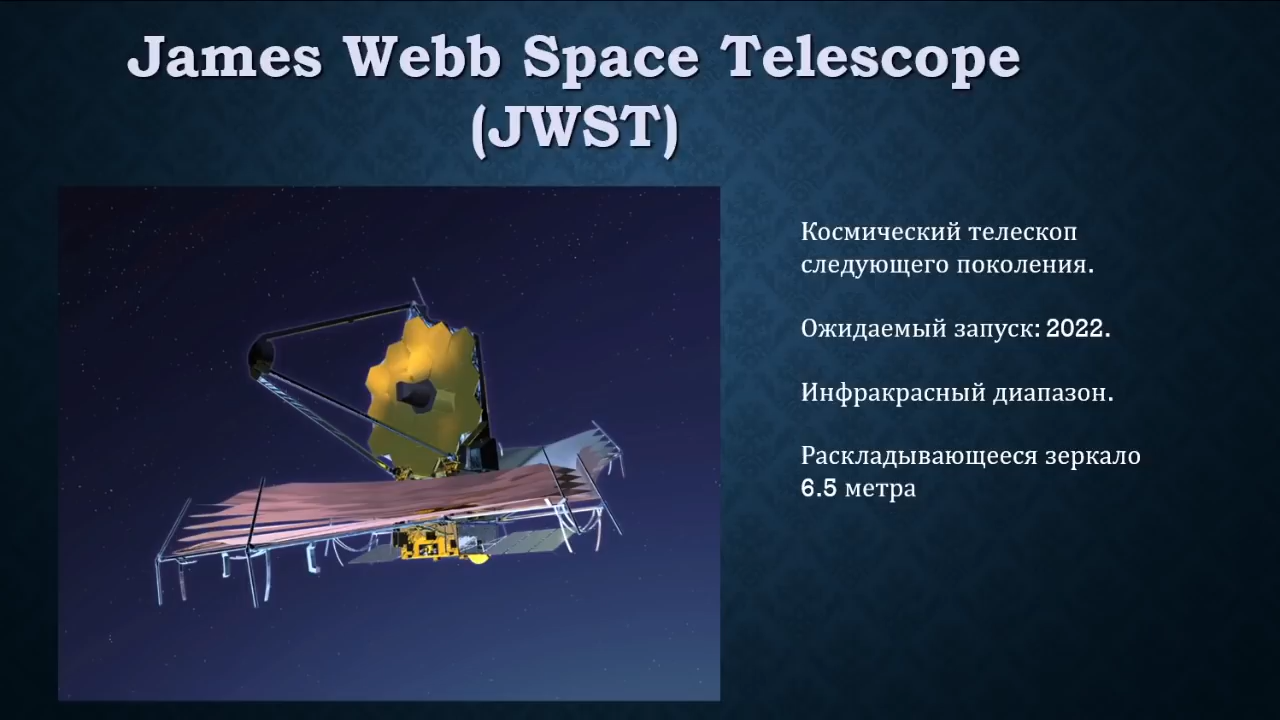 James Webb Space Telescope
(JWST)
Космический телескоп
следующего поколения.
Ожидаемый запуск: 2022.
Инфракрасный диапазон.
Раскладывающееся зеркало
6.5 метра